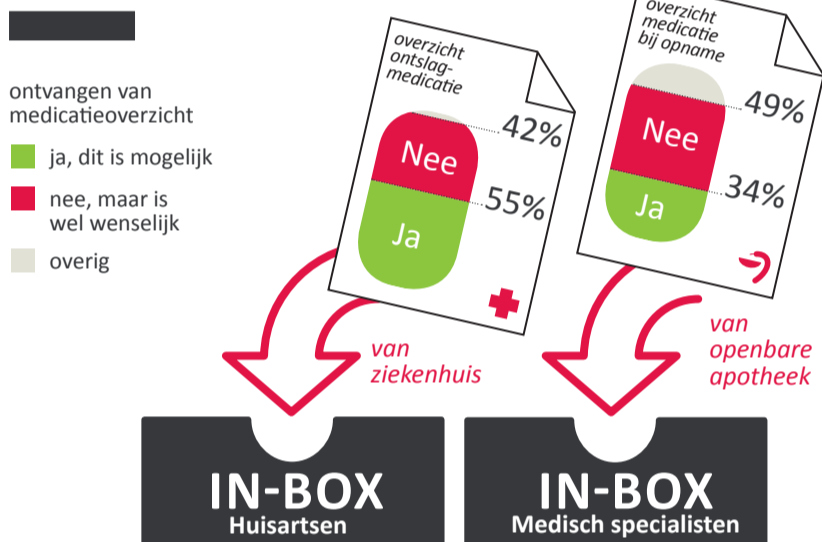 ontvangen van
medicatieoverzicht
ja, dit is mogelijk
nee, maar is
wel wenselijk
overig
overzicht
ontslag-
medicatie
42%
Nee
55%
Ja
van
ziekenhuis
IN-BOX
Huisartsen
overzicht
medicatie
bij opname
49%
Nee
34%
Ja
van
openbare
apotheek
IN-BOX
Medisch specialisten